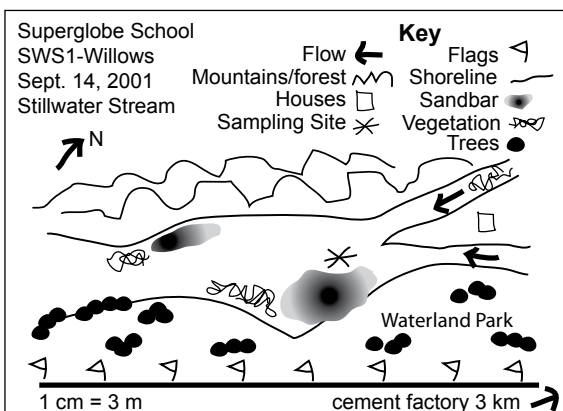 Superglobe School
SWS1-Willows
Sept. 14, 2001
Stillwater Stream
N
Key
Flow
Mountains/forest
Houses
Sampling Site
Flags
Shoreline
Sandbar
Vegetation
Trees
Waterland Park
1 cm = 3 m
cement factory 3 km